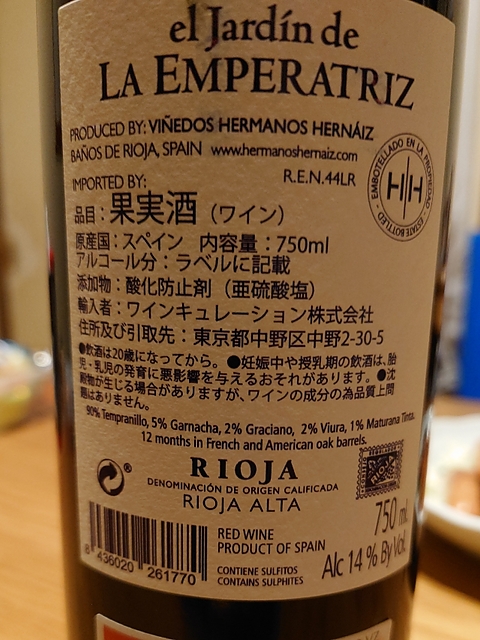 el Jardín de
LA EMPERATRIZ
PRODUCED BY: VIÑEDOS HERMANOS HERNÁIZ
BAÑOS DE RIOJA, SPAIN www.hermanoshernaiz.com
R.E.N.44LR
EMBOTELLADO EN LA PROPIEDAD - ESTATE BOTTLED -
HH
IMPORTED BY:
品目：果実酒（ワイン）
原産国：スペイン 内容量：750ml
アルコール分：ラベルに記載
添加物：酸化防止剤（亜硫酸塩）
輸入者：ワインキュレーション株式会社
住所及び引取先：東京都中野区中野2-30-5
●飲酒は20歳になってから。●妊娠中や授乳期の飲酒は、胎
児・乳児の発育に悪影響を与えるおそれがあります。●沈
殿物が生じる場合がありますが、ワインの成分の為品質上問
題はありません。
90% Tempranillo, 5% Garnacha, 2% Graciano, 2% Viura, 1% Maturana Tinta.
12 months in French and American oak barrels.
RIOJA
DENOMINACIÓN DE ORIGEN CALIFICADA
RIOJA ALTA
RIOJA
750 ml.
RED WINE
PRODUCT OF SPAIN
Alc 14 % By Vol.
CONTIENE SULFITOS
CONTAINS SULPHITES
8 436020 261770